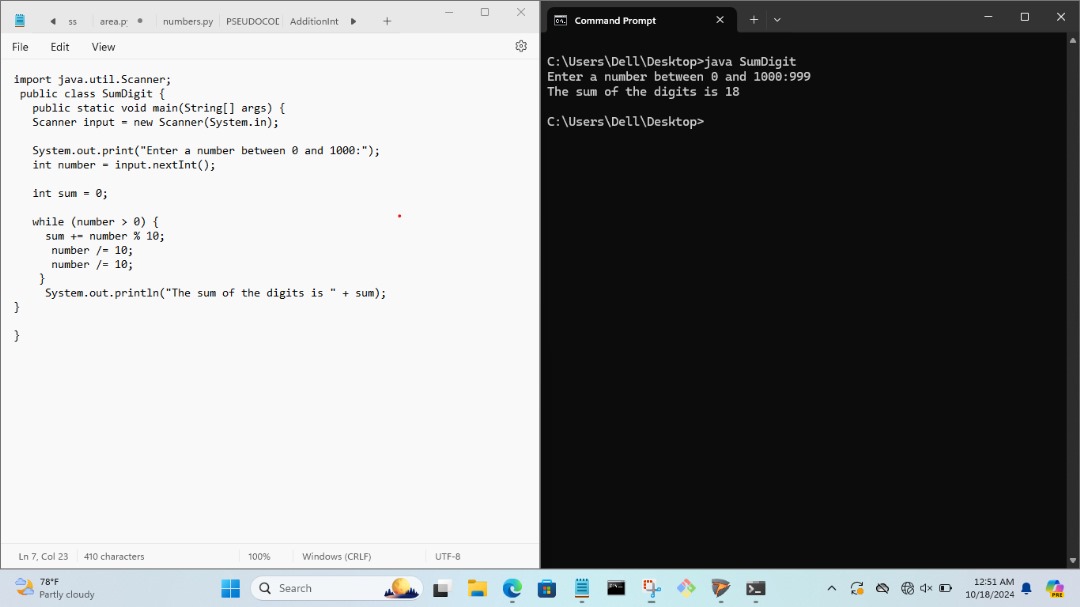 ss area.py numbers.py PSEUDOCOD AdditionInt
File Edit View
import java.util.Scanner;
public class SumDigit {
public static void main(String[] args) {
Scanner input = new Scanner(System.in);
System.out.print("Enter a number between 0 and 1000:");
int number = input.nextInt();
int sum = 0;
while (number > 0) {
sum += number % 10;
number /= 10;
number /= 10;
}
System.out.println("The sum of the digits is " + sum);
}
}
Ln 7, Col 23 410 characters 100% Windows (CRLF) UTF-8
Command Prompt
C:\Users\Dell\Desktop>java SumDigit
Enter a number between 0 and 1000:999
The sum of the digits is 18
C:\Users\Dell\Desktop>
78°F
Partly cloudy
Search
12:51 AM
10/18/2024
PRE